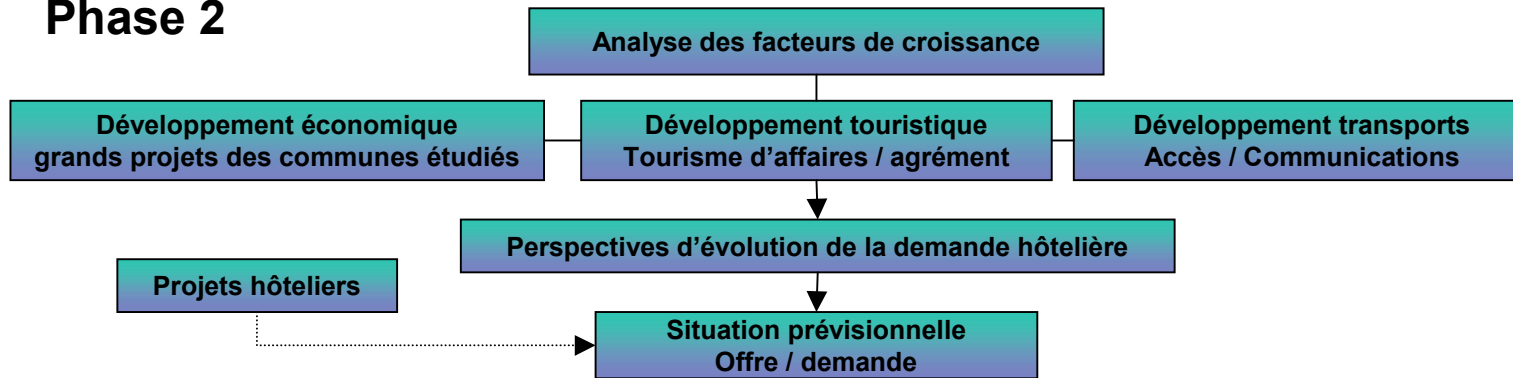 Phase 2
Analyse des facteurs de croissance
Développement économique
grands projets des communes étudiés
Développement touristique
Tourisme d’affaires / agrément
Développement transports
Accès / Communications
Perspectives d’évolution de la demande hôtelière
Projets hôteliers
Situation prévisionnelle
Offre / demande